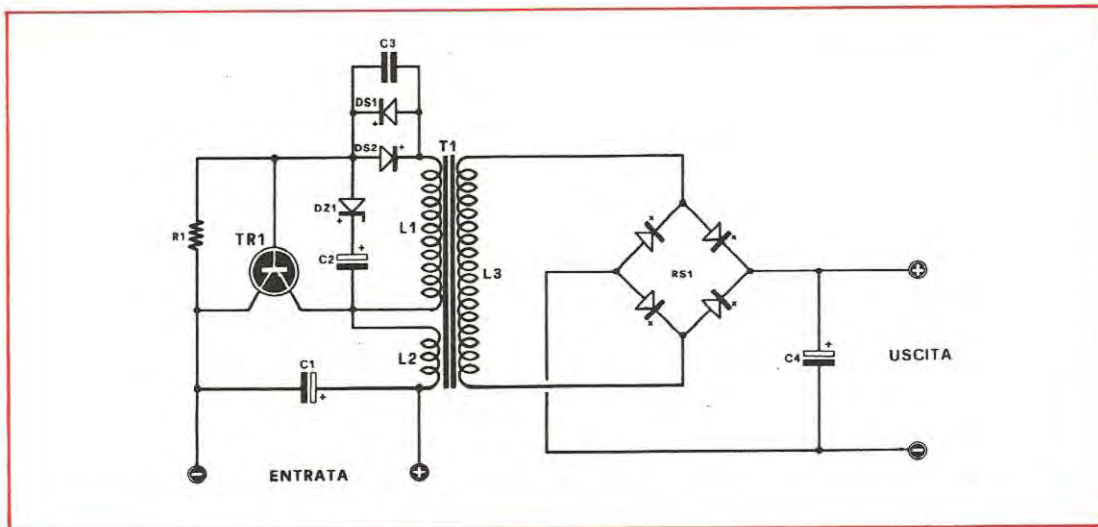 C3
DS1
+
DS2
+
T1
R1
TR1
DZ1
+
C2
+
L1
L3
RS1
L2
C1
+
C4
+
USCITA
+
-
ENTRATA
-
+